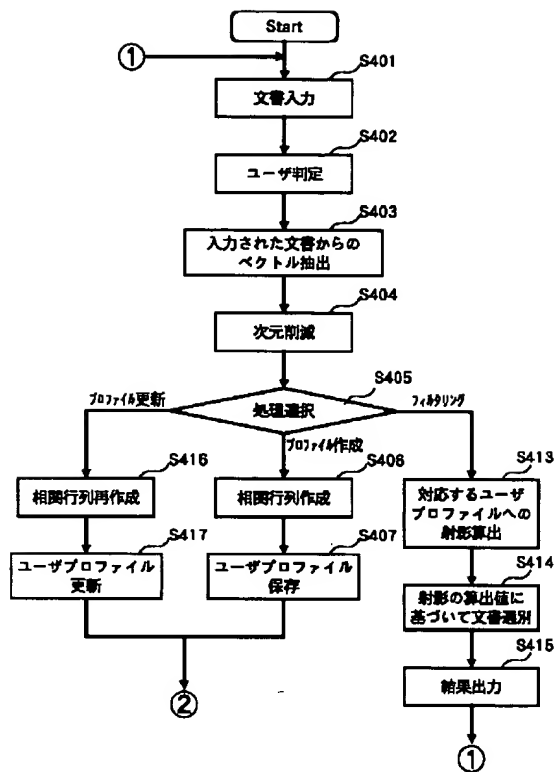 Start
①
S401
文書入力
S402
ユーザ判定
S403
入力された文書からの
ベクトル抽出
S404
次元削減
S405
処理選択
プロファイル更新
フィルタリング
プロファイル作成
S416
相関行列再作成
S406
相関行列作成
S413
対応するユーザ
プロファイルへの
射影算出
S417
ユーザプロファイル
更新
S407
ユーザプロファイル
保存
S414
射影の算出値に
基づいて文書選別
S415
結果出力
②
①